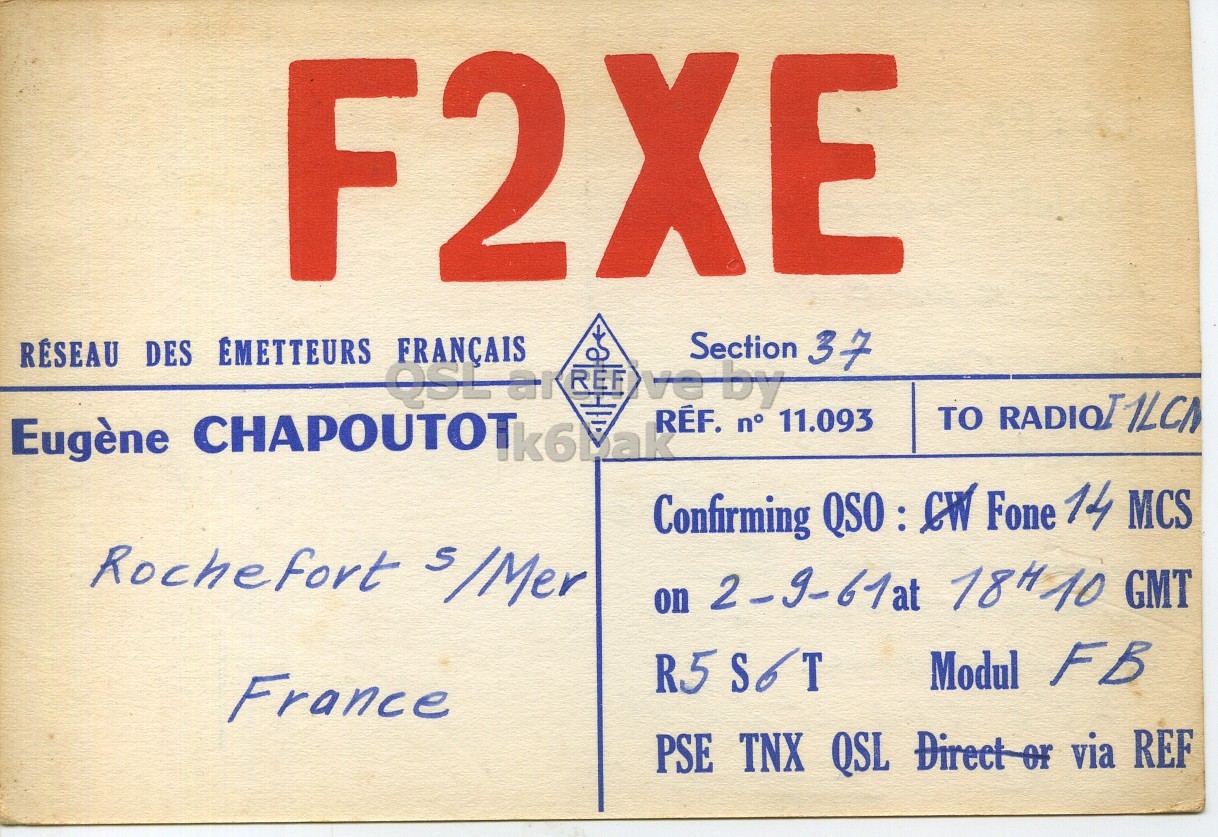 F2XE
RÉSEAU DES ÉMETTEURS FRANÇAIS
REF
Section 37
QSL archive by
ik6bak
Eugène CHAPOUTOT
RÉF. nº 11.093
TO RADIO I1LCN
Rochefort s/Mer
France
Confirming QSO : CW Fone 14 MCS
on 2-9-61 at 18H10 GMT
R5 S6 T Modul FB
PSE TNX QSL Direct or via REF